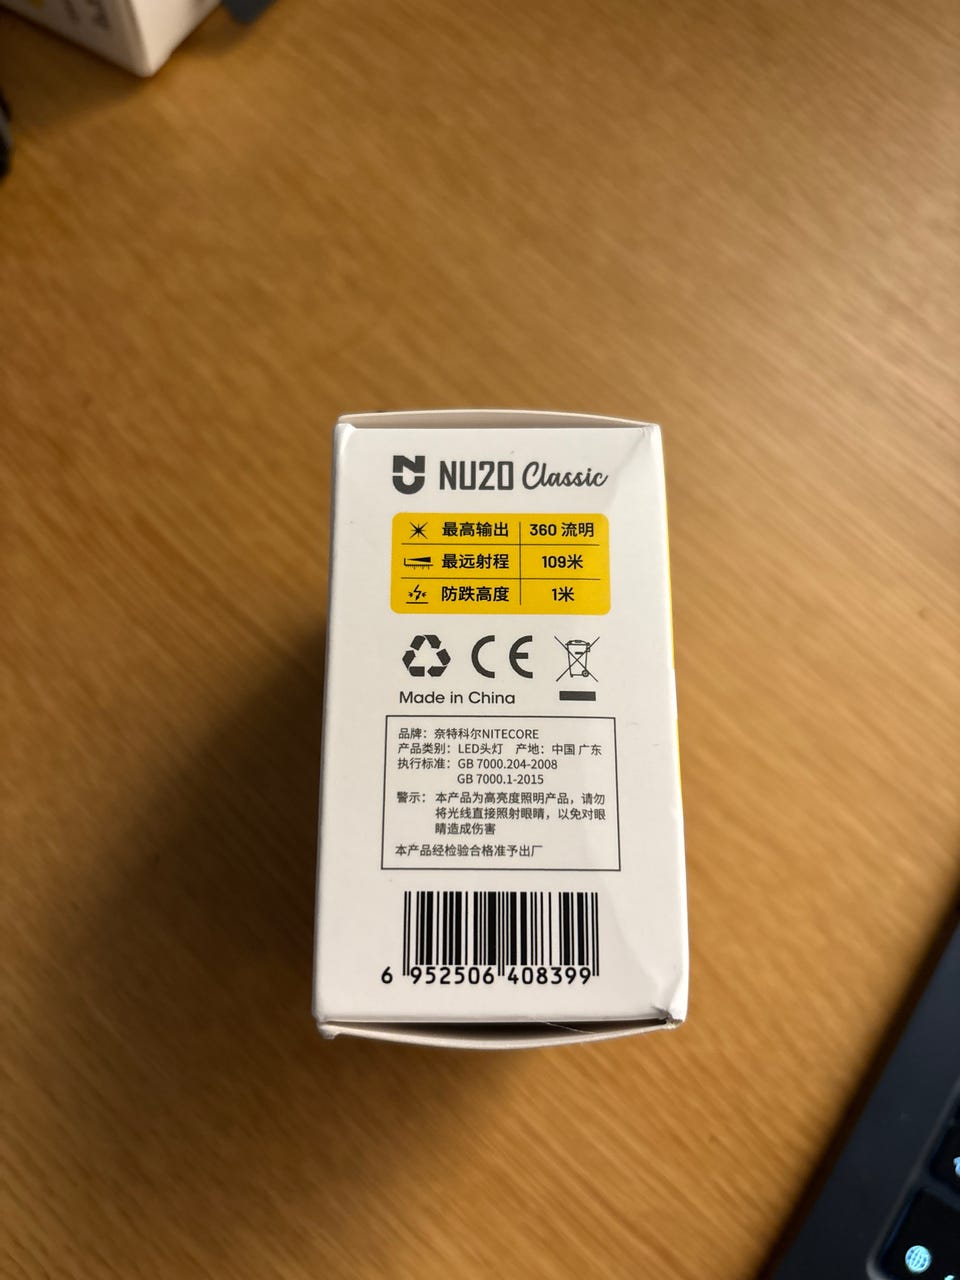 NU20 Classic
最高输出 360 流明
最远射程 109米
防跌高度 1米
CE
Made in China
品牌：奈特科尔NITECORE
产品类别：LED头灯 产地：中国 广东
执行标准：GB 7000.204-2008
GB 7000.1-2015
警示：本产品为高亮度照明产品，请勿
将光线直接照射眼睛，以免对眼
睛造成伤害
本产品经检验合格准予出厂
6 952506 408399